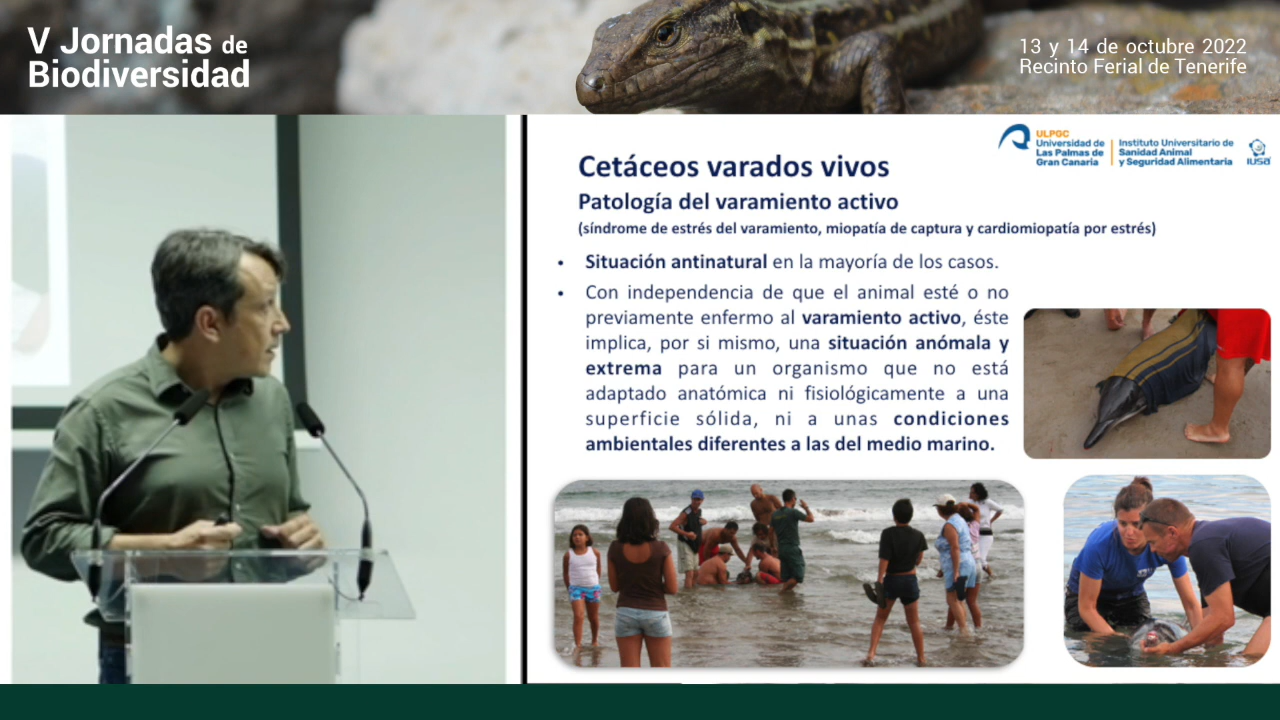 V Jornadas de
Biodiversidad
13 y 14 de octubre 2022
Recinto Ferial de Tenerife
ULPGC
Universidad de
Las Palmas de
Gran Canaria
Instituto Universitario de
Sanidad Animal
y Seguridad Alimentaria
IUSA
Cetáceos varados vivos
Patología del varamiento activo
(síndrome de estrés del varamiento, miopatía de captura y cardiomiopatía por estrés)
• Situación antinatural en la mayoría de los casos.
• Con independencia de que el animal esté o no
previamente enfermo al varamiento activo, éste
implica, por si mismo, una situación anómala y
extrema para un organismo que no está
adaptado anatómica ni fisiológicamente a una
superficie sólida, ni a unas condiciones
ambientales diferentes a las del medio marino.